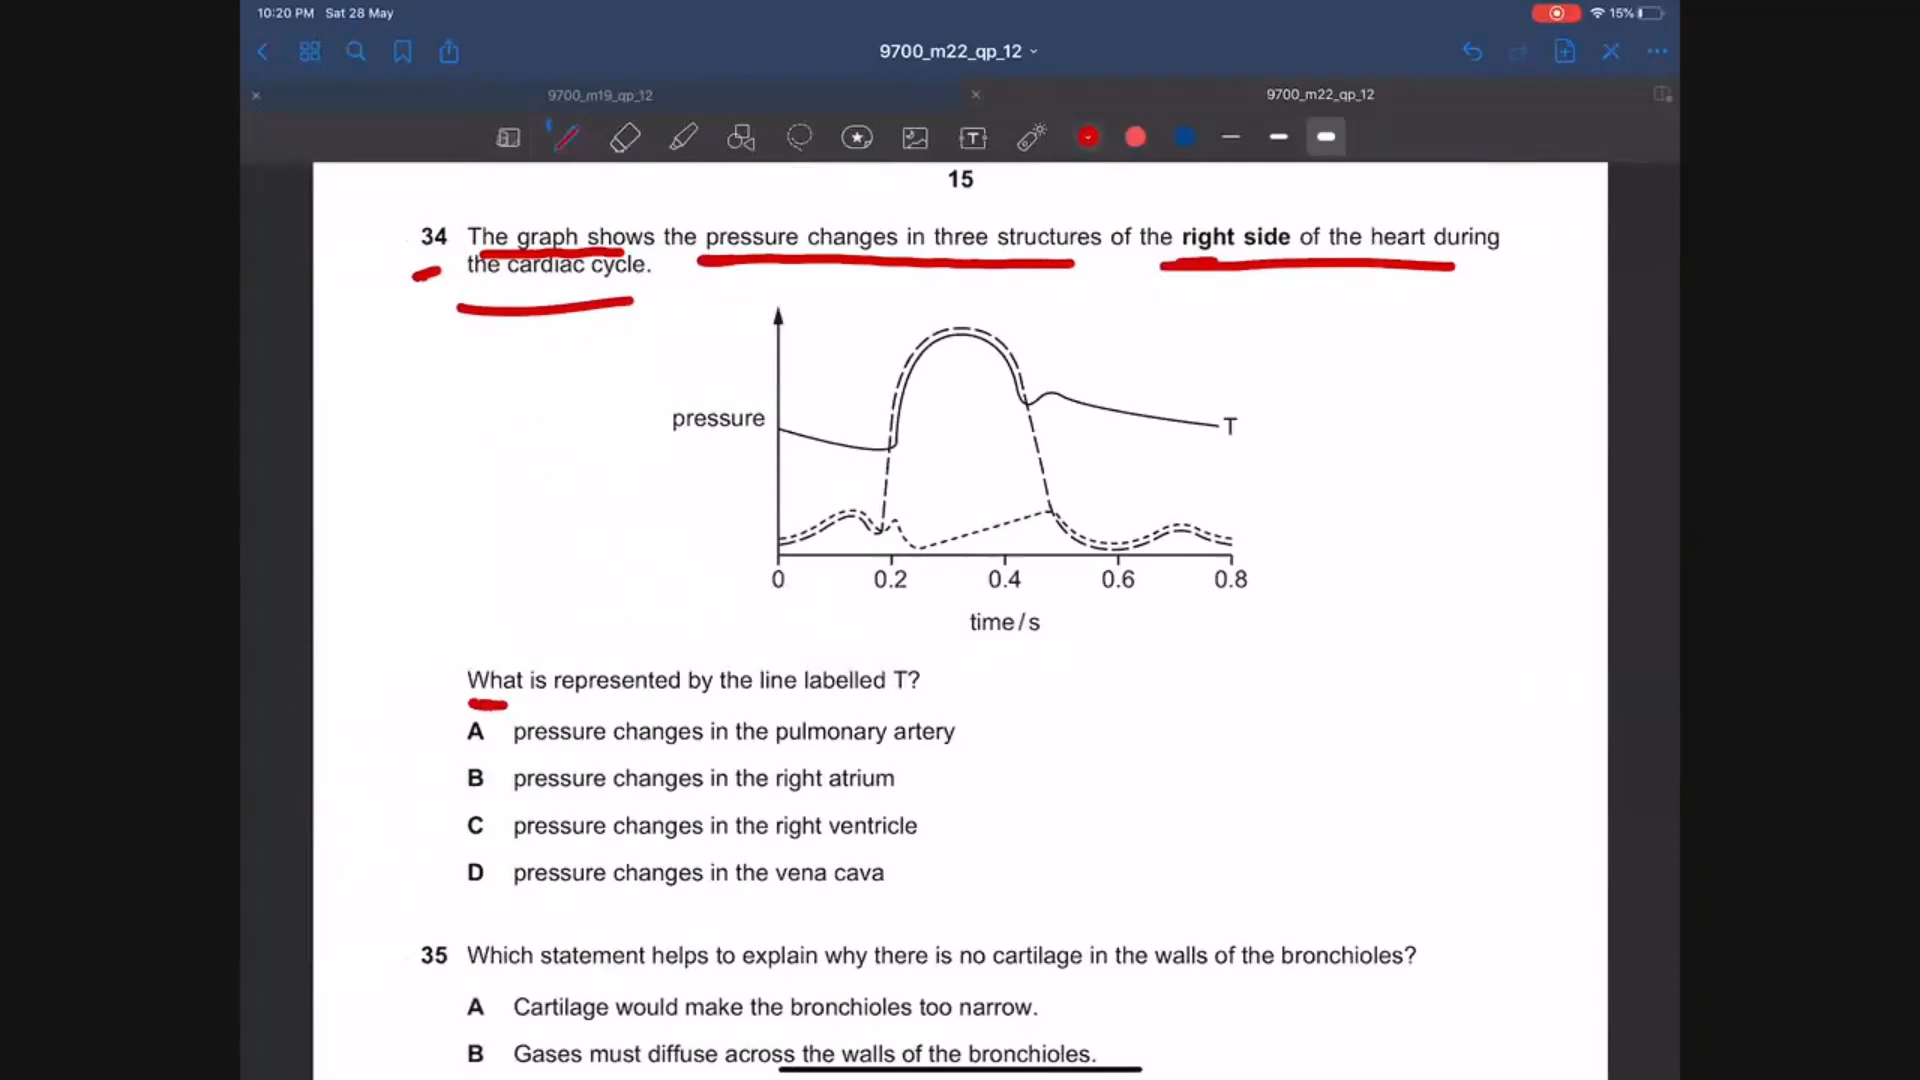 10:20 PM Sat 28 May
15%
9700_m22_qp_12
9700_m19_qp_12
9700_m22_qp_12
15
34 The graph shows the pressure changes in three structures of the right side of the heart during
the cardiac cycle.
pressure
T
0 0.2 0.4 0.6 0.8
time/s
What is represented by the line labelled T?
A pressure changes in the pulmonary artery
B pressure changes in the right atrium
C pressure changes in the right ventricle
D pressure changes in the vena cava
35 Which statement helps to explain why there is no cartilage in the walls of the bronchioles?
A Cartilage would make the bronchioles too narrow.
B Gases must diffuse across the walls of the bronchioles.